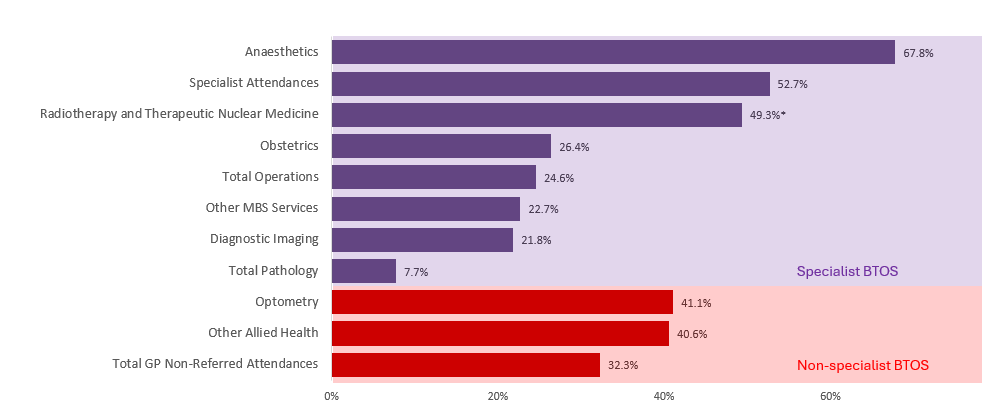 Anaesthetics 67.8%
Specialist Attendances 52.7%
Radiotherapy and Therapeutic Nuclear Medicine 49.3%*
Obstetrics 26.4%
Total Operations 24.6%
Other MBS Services 22.7%
Diagnostic Imaging 21.8%
Total Pathology 7.7% Specialist BTOS
Optometry 41.1%
Other Allied Health 40.6%
Total GP Non-Referred Attendances 32.3% Non-specialist BTOS
0% 20% 40% 60%